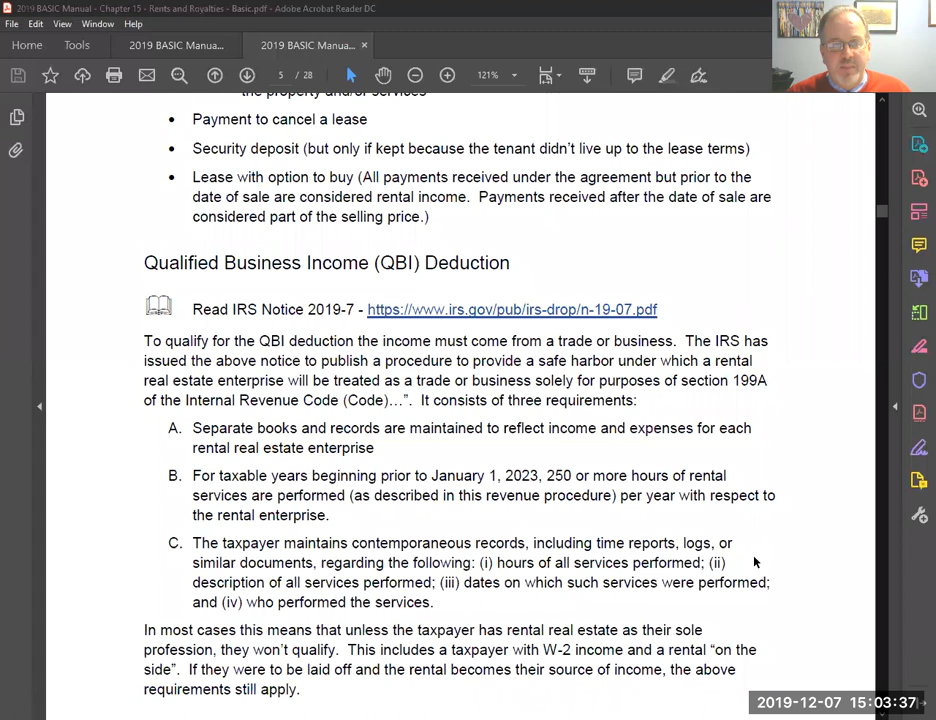 2019 BASIC Manual - Chapter 15 - Rents and Royalties - Basic.pdf - Adobe Acrobat Reader DC
File Edit View Window Help
Home Tools 2019 BASIC Manua... 2019 BASIC Manua... ×
5 / 28 121%
the property and/or services
• Payment to cancel a lease
• Security deposit (but only if kept because the tenant didn’t live up to the lease terms)
• Lease with option to buy (All payments received under the agreement but prior to the
date of sale are considered rental income. Payments received after the date of sale are
considered part of the selling price.)
Qualified Business Income (QBI) Deduction
Read IRS Notice 2019-7 - https://www.irs.gov/pub/irs-drop/n-19-07.pdf
To qualify for the QBI deduction the income must come from a trade or business. The IRS has
issued the above notice to publish a procedure to provide a safe harbor under which a rental
real estate enterprise will be treated as a trade or business solely for purposes of section 199A
of the Internal Revenue Code (Code)…”. It consists of three requirements:
A. Separate books and records are maintained to reflect income and expenses for each
rental real estate enterprise
B. For taxable years beginning prior to January 1, 2023, 250 or more hours of rental
services are performed (as described in this revenue procedure) per year with respect to
the rental enterprise.
C. The taxpayer maintains contemporaneous records, including time reports, logs, or
similar documents, regarding the following: (i) hours of all services performed; (ii)
description of all services performed; (iii) dates on which such services were performed;
and (iv) who performed the services.
In most cases this means that unless the taxpayer has rental real estate as their sole
profession, they won’t qualify. This includes a taxpayer with W-2 income and a rental “on the
side”. If they were to be laid off and the rental becomes their source of income, the above
requirements still apply.
2019-12-07 15:03:37